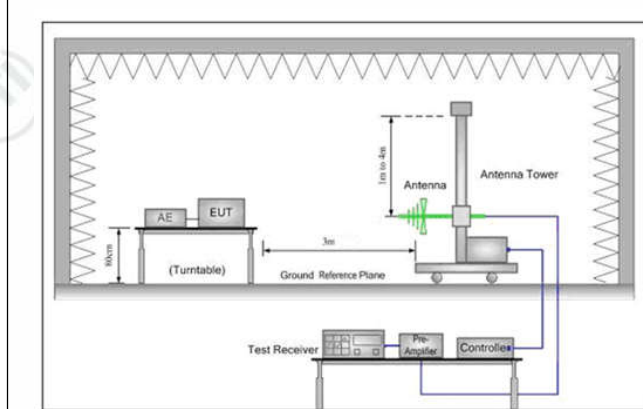 1m to 4m
Antenna
Antenna Tower
AE
EUT
80cm
3m
(Turntable)
Ground Reference Plane
Test Receiver
Pre-
Amplifier
Controller